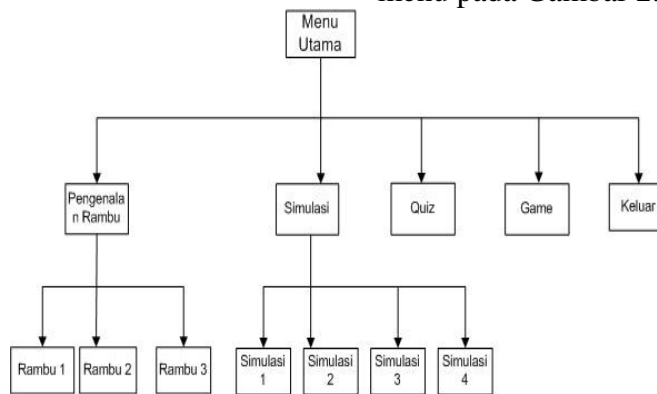 menu pada Gambar 2.
Menu
Utama
Pengenala
n Rambu
Simulasi
Quiz
Game
Keluar
Rambu 1
Rambu 2
Rambu 3
Simulasi
1
Simulasi
2
Simulasi
3
Simulasi
4